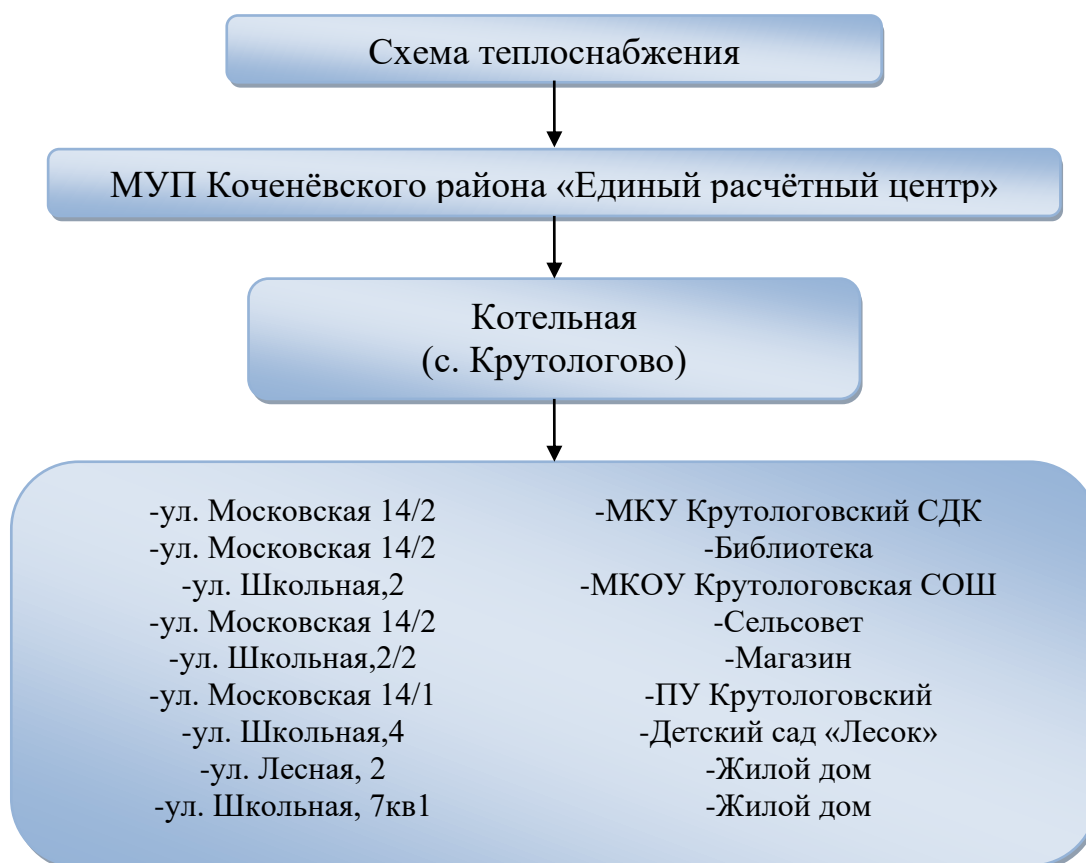 Схема теплоснабжения
МУП Коченёвского района «Единый расчётный центр»
Котельная
(с. Крутологово)
-ул. Московская 14/2 -МКУ Крутологовский СДК
-ул. Московская 14/2 -Библиотека
-ул. Школьная,2 -МКОУ Крутологовская СОШ
-ул. Московская 14/2 -Сельсовет
-ул. Школьная,2/2 -Магазин
-ул. Московская 14/1 -ПУ Крутологовский
-ул. Школьная,4 -Детский сад «Лесок»
-ул. Лесная, 2 -Жилой дом
-ул. Школьная, 7кв1 -Жилой дом